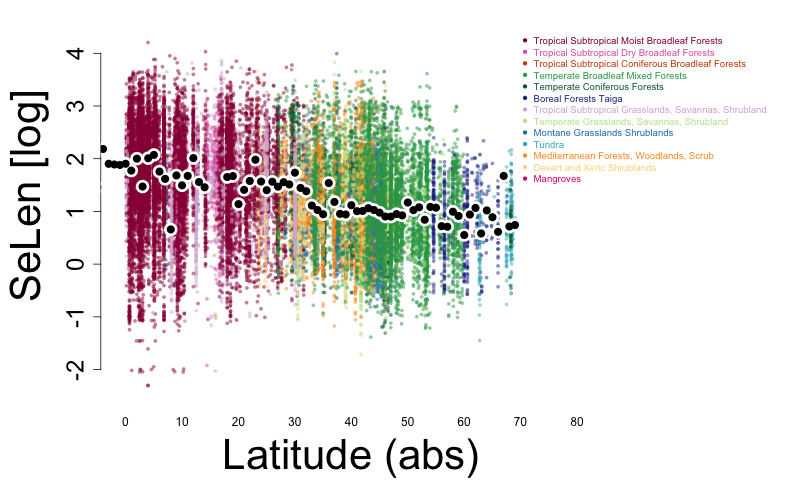 Tropical Subtropical Moist Broadleaf Forests
Tropical Subtropical Dry Broadleaf Forests
Tropical Subtropical Coniferous Broadleaf Forests
Temperate Broadleaf Mixed Forests
Temperate Coniferous Forests
Boreal Forests Taiga
Tropical Subtropical Grasslands, Savannas, Shrubland
Temperate Grasslands, Savannas, Shrubland
Montane Grasslands Shrublands
Tundra
Mediterranean Forests, Woodlands, Scrub
Desert and Xeric Shrublands
Mangroves
SeLen [log]
4
3
2
1
0
-1
-2
0 10 20 30 40 50 60 70 80
Latitude (abs)